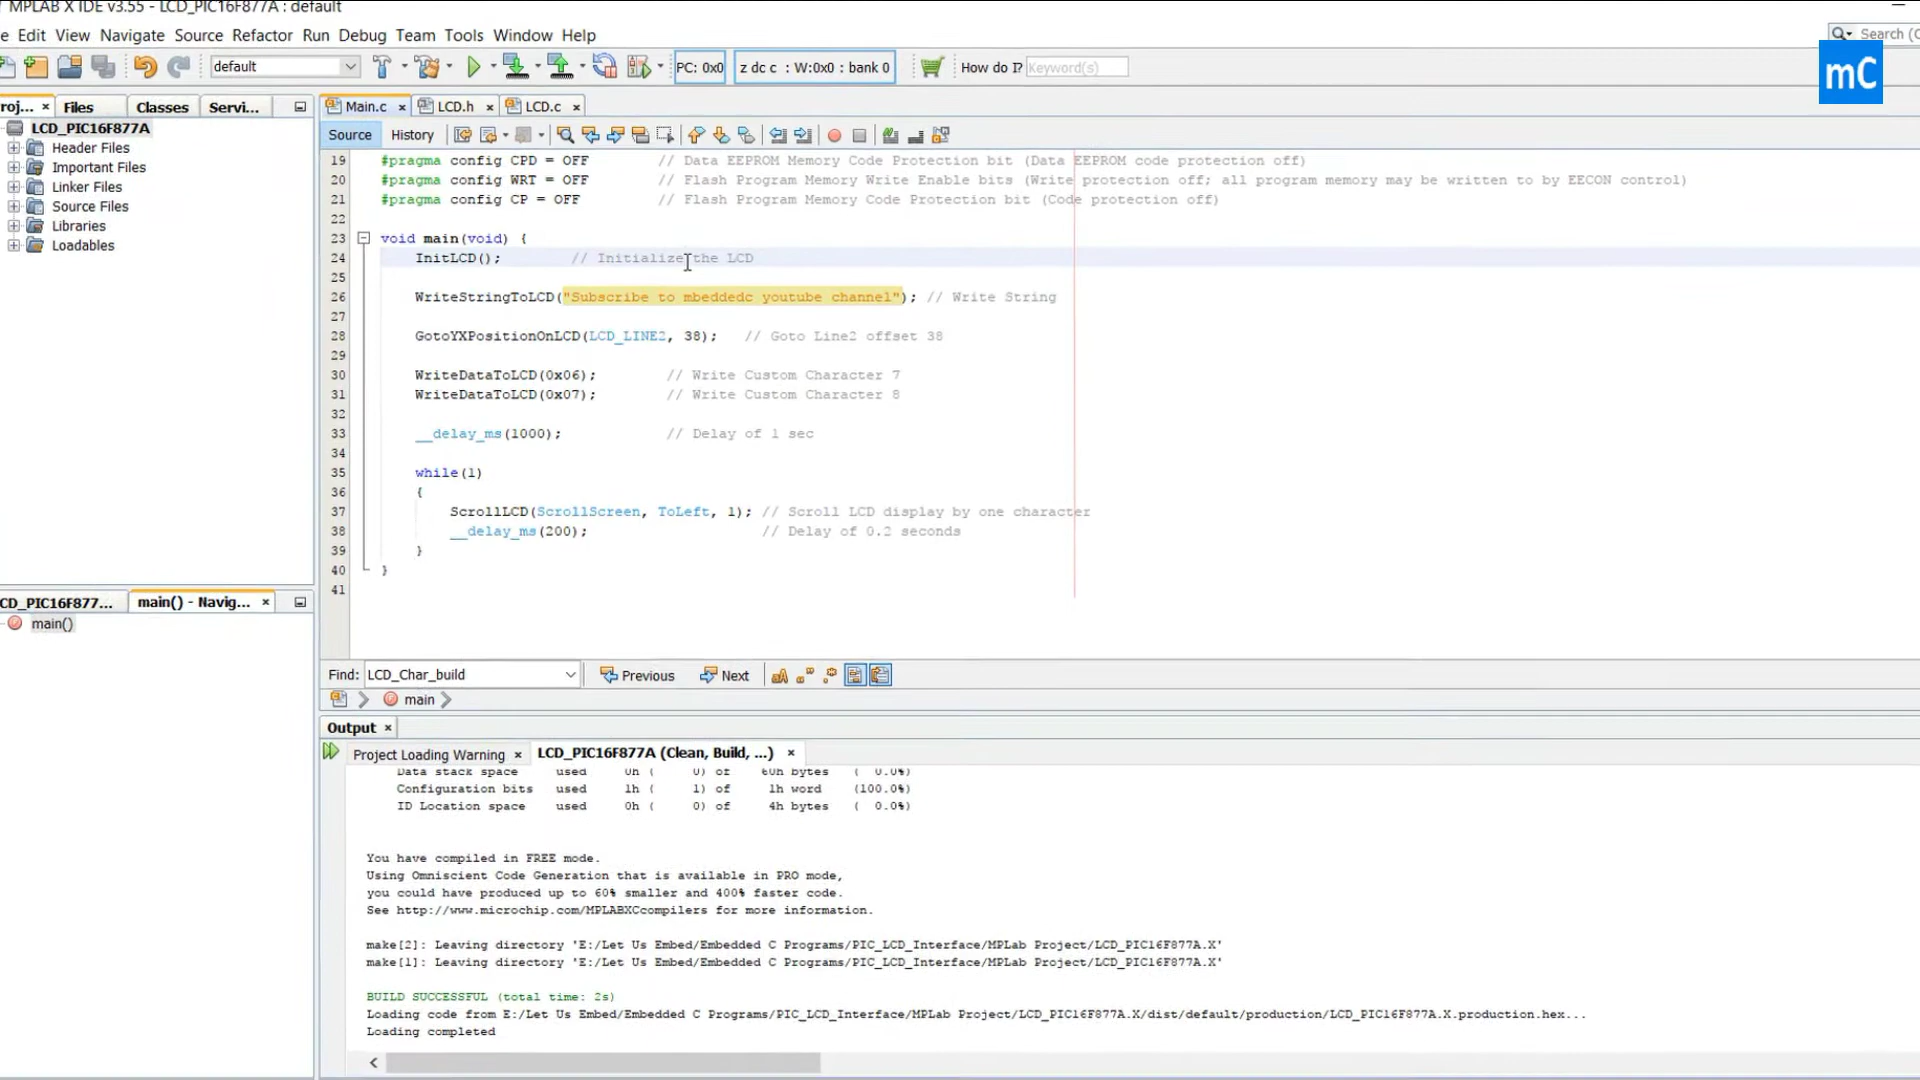 MPLAB X IDE v3.55 - LCD_PIC16F877A : default
e Edit View Navigate Source Refactor Run Debug Team Tools Window Help
Search (C
default
PC: 0x0
z dc c : W:0x0 : bank 0
How do I? Keyword(s)
mC
roj... × Files Classes Servi...
Main.c × LCD.h × LCD.c ×
LCD_PIC16F877A
Header Files
Important Files
Linker Files
Source Files
Libraries
Loadables
Source History
19 #pragma config CPD = OFF // Data EEPROM Memory Code Protection bit (Data EEPROM code protection off)
20 #pragma config WRT = OFF // Flash Program Memory Write Enable bits (Write protection off; all program memory may be written to by EECON control)
21 #pragma config CP = OFF // Flash Program Memory Code Protection bit (Code protection off)
22
23 void main(void) {
24 InitLCD(); // Initialize the LCD
25
26 WriteStringToLCD("Subscribe to mbeddedc youtube channel"); // Write String
27
28 GotoYXPositionOnLCD(LCD_LINE2, 38); // Goto Line2 offset 38
29
30 WriteDataToLCD(0x06); // Write Custom Character 7
31 WriteDataToLCD(0x07); // Write Custom Character 8
32
33 __delay_ms(1000); // Delay of 1 sec
34
35 while(1)
36 {
37 ScrollLCD(ScrollScreen, ToLeft, 1); // Scroll LCD display by one character
38 __delay_ms(200); // Delay of 0.2 seconds
39 }
40 }
41
CD_PIC16F877... main() - Navig... ×
main()
Find: LCD_Char_build Previous Next
main
Output ×
Project Loading Warning × LCD_PIC16F877A (Clean, Build, ...) ×
Data stack space used 0h ( 0) of 60h bytes ( 0.0%)
Configuration bits used 1h ( 1) of 1h word (100.0%)
ID Location space used 0h ( 0) of 4h bytes ( 0.0%)
You have compiled in FREE mode.
Using Omniscient Code Generation that is available in PRO mode,
you could have produced up to 60% smaller and 400% faster code.
See http://www.microchip.com/MPLABXCcompilers for more information.
make[2]: Leaving directory 'E:/Let Us Embed/Embedded C Programs/PIC_LCD_Interface/MPLab Project/LCD_PIC16F877A.X'
make[1]: Leaving directory 'E:/Let Us Embed/Embedded C Programs/PIC_LCD_Interface/MPLab Project/LCD_PIC16F877A.X'
BUILD SUCCESSFUL (total time: 2s)
Loading code from E:/Let Us Embed/Embedded C Programs/PIC_LCD_Interface/MPLab Project/LCD_PIC16F877A.X/dist/default/production/LCD_PIC16F877A.X.production.hex...
Loading completed